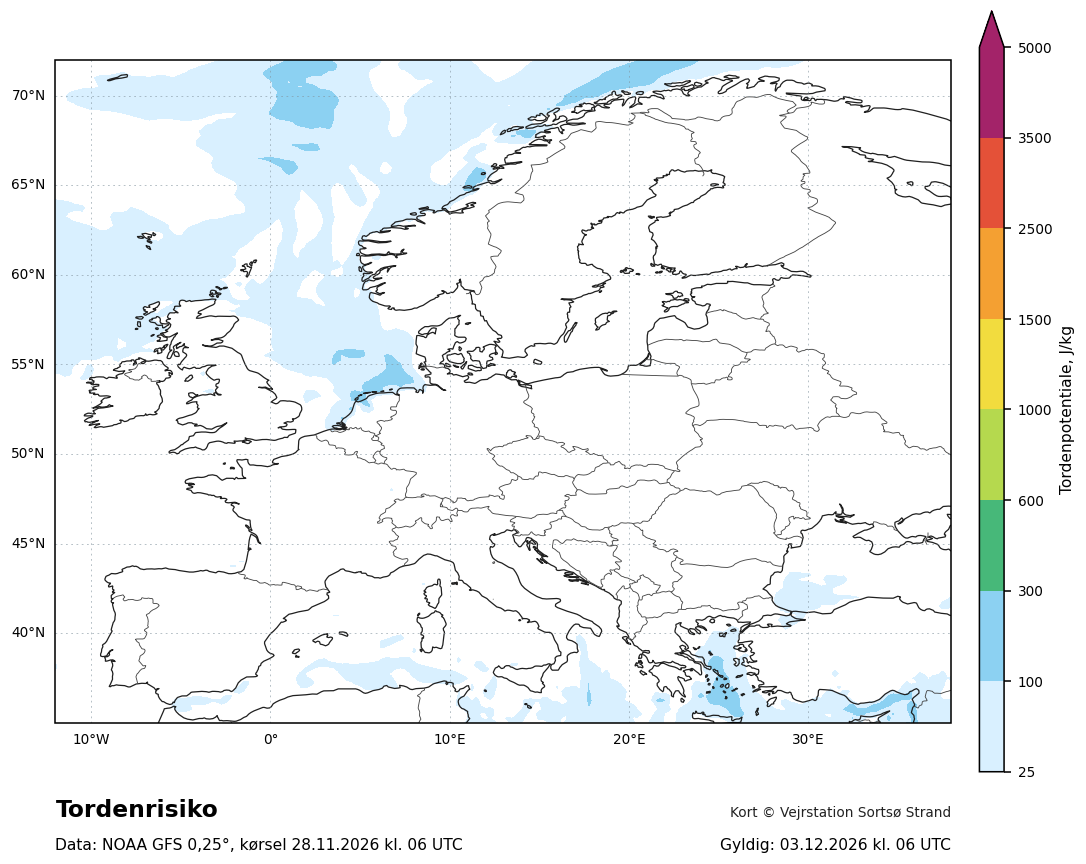 70°N
65°N
60°N
55°N
50°N
45°N
40°N
10°W
0°
10°E
20°E
30°E
5000
3500
2500
1500
1000
600
300
100
25
Tordenpotentiale, J/kg
Tordenrisiko
Kort © Vejrstation Sortsø Strand
Data: NOAA GFS 0,25°, kørsel 28.11.2026 kl. 06 UTC
Gyldig: 03.12.2026 kl. 06 UTC